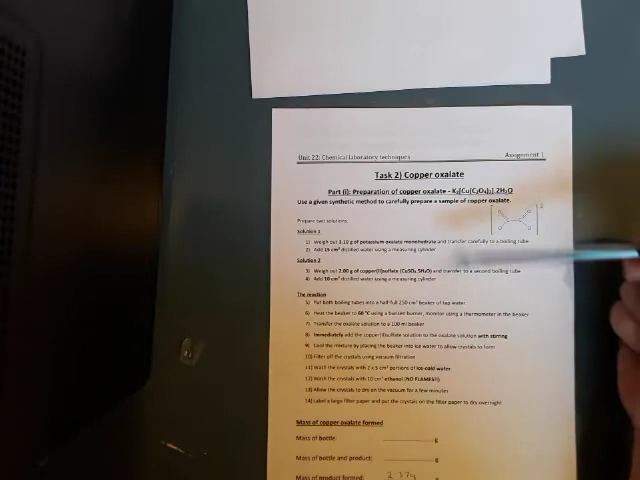 Unit 22: Chemical laboratory techniques Assignment 1
Task 2) Copper oxalate
Part (i): Preparation of copper oxalate - K₂[Cu(C₂O₄)₂].2H₂O
Use a given synthetic method to carefully prepare a sample of copper oxalate.
Prepare two solutions:
Solution 1
1) Weigh out 3.10 g of potassium oxalate monohydrate and transfer carefully to a boiling tube
2) Add 15 cm³ distilled water using a measuring cylinder
Solution 2
3) Weigh out 2.00 g of copper(II)sulfate (CuSO₄.5H₂O) and transfer to a second boiling tube
4) Add 10 cm³ distilled water using a measuring cylinder
The reaction
5) Put both boiling tubes into a half-full 250 cm³ beaker of tap water
6) Heat the beaker to 60 °C using a bunsen burner, monitor using a thermometer in the beaker
7) Transfer the oxalate solution to a 100 ml beaker
8) Immediately add the copper(II)sulfate solution to the oxalate solution with stirring
9) Cool the mixture by placing the beaker into ice water to allow crystals to form
10) Filter off the crystals using vacuum filtration
11) Wash the crystals with 2 x 5 cm³ portions of ice-cold water
12) Wash the crystals with 10 cm³ ethanol (NO FLAMES!!)
13) Allow the crystals to dry on the vacuum for a few minutes
14) Label a large filter paper and put the crystals on the filter paper to dry overnight
Mass of copper oxalate formed
Mass of bottle: g
Mass of bottle and product: g
Mass of product formed: g